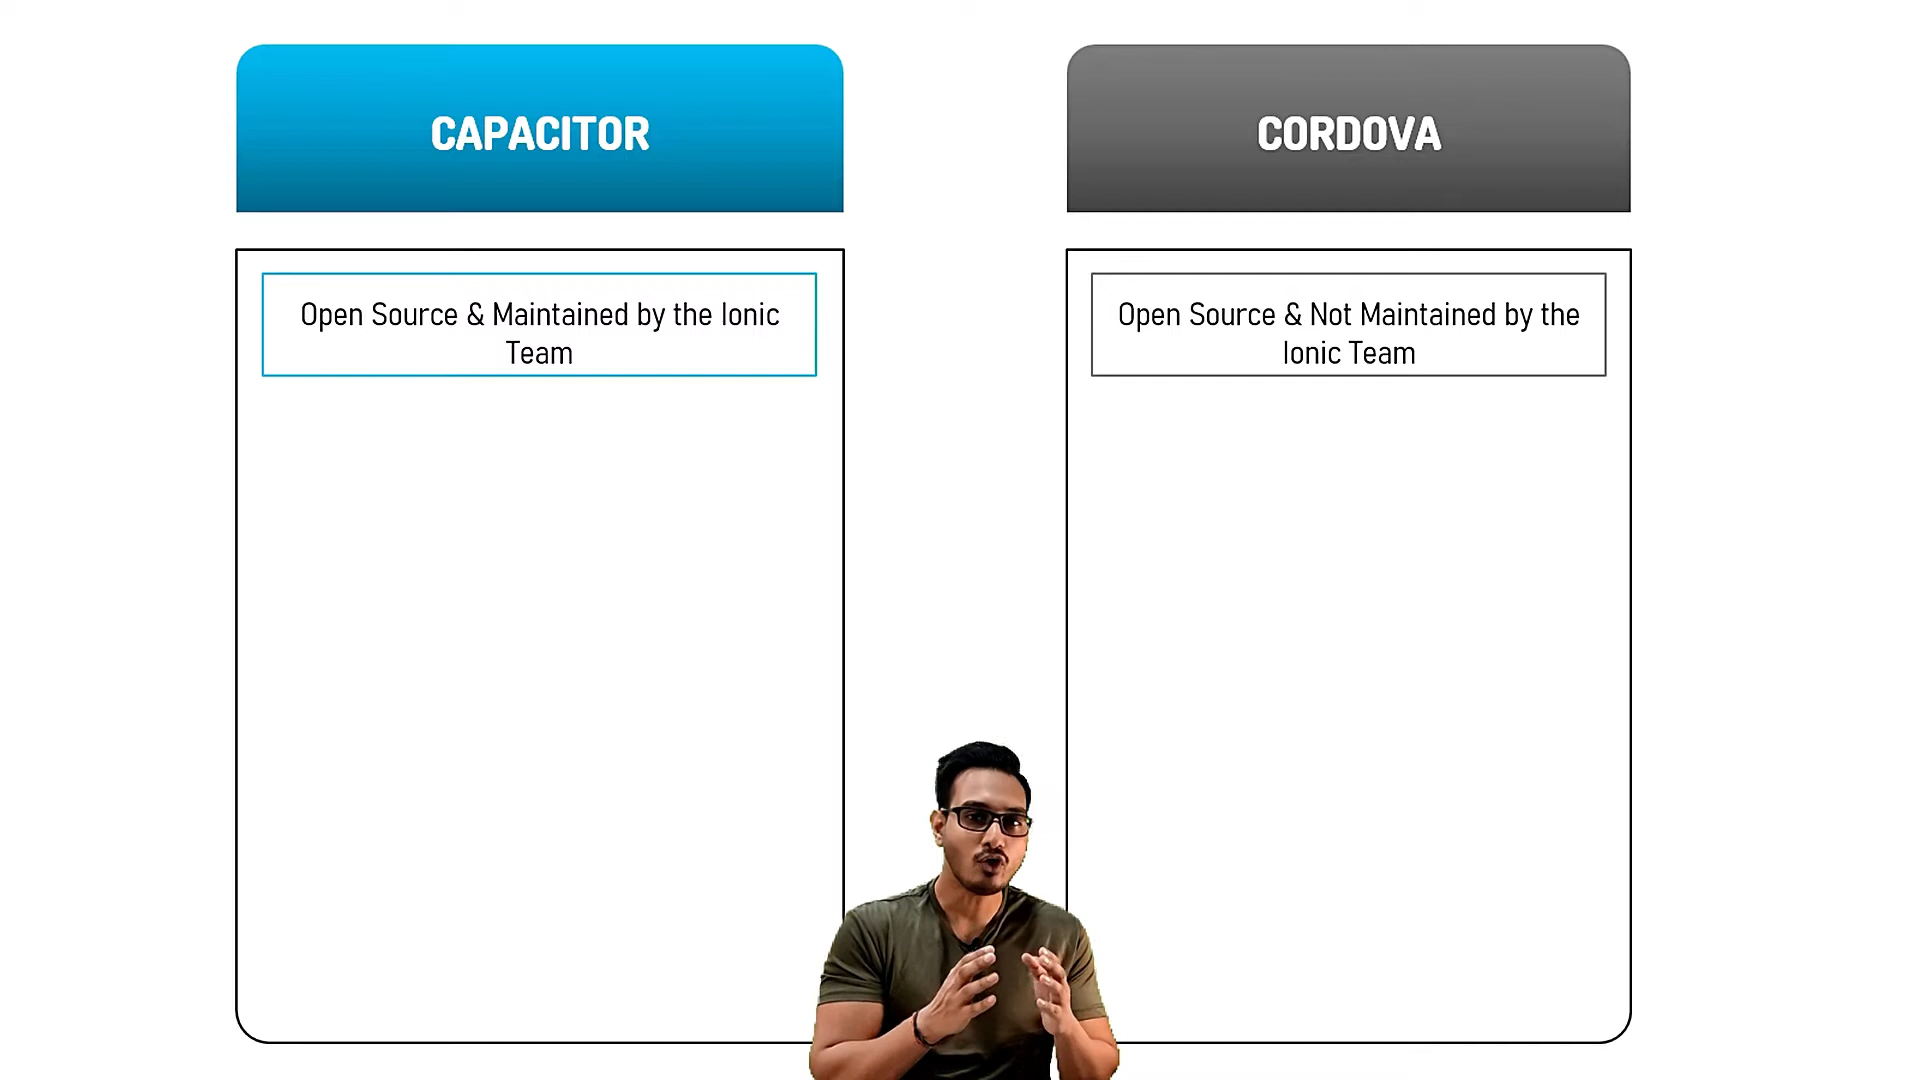 CAPACITOR
Open Source & Maintained by the Ionic
Team
CORDOVA
Open Source & Not Maintained by the
Ionic Team